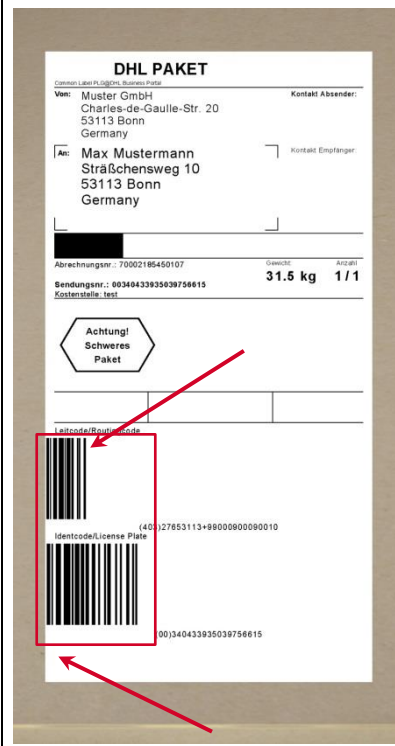 DHL PAKET
Common Label PLG@DHL Business Portal
Von: Muster GmbH Kontakt Absender:
Charles-de-Gaulle-Str. 20
53113 Bonn
Germany
An: Max Mustermann Kontakt Empfänger:
Sträßchensweg 10
53113 Bonn
Germany
Abrechnungsnr.: 70002185450107
Gewicht Anzahl
31.5 kg 1/1
Sendungsnr.: 00340433935039756615
Kostenstelle: test
Achtung!
Schweres
Paket
Leitcode/Routingcode
(403)27653113+99000900090010
Identcode/License Plate
(00)340433935039756615